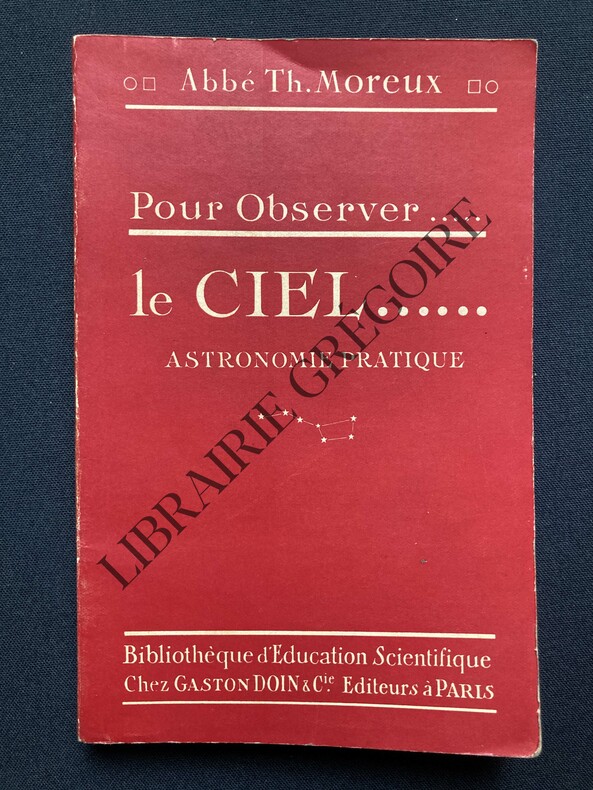 Abbé Th. Moreux
Pour Observer .....
le CIEL......
ASTRONOMIE PRATIQUE
LIBRAIRIE GRÉGOIRE
Bibliothèque d'Education Scientifique
Chez GASTON DOIN & Cie. Editeurs à PARIS